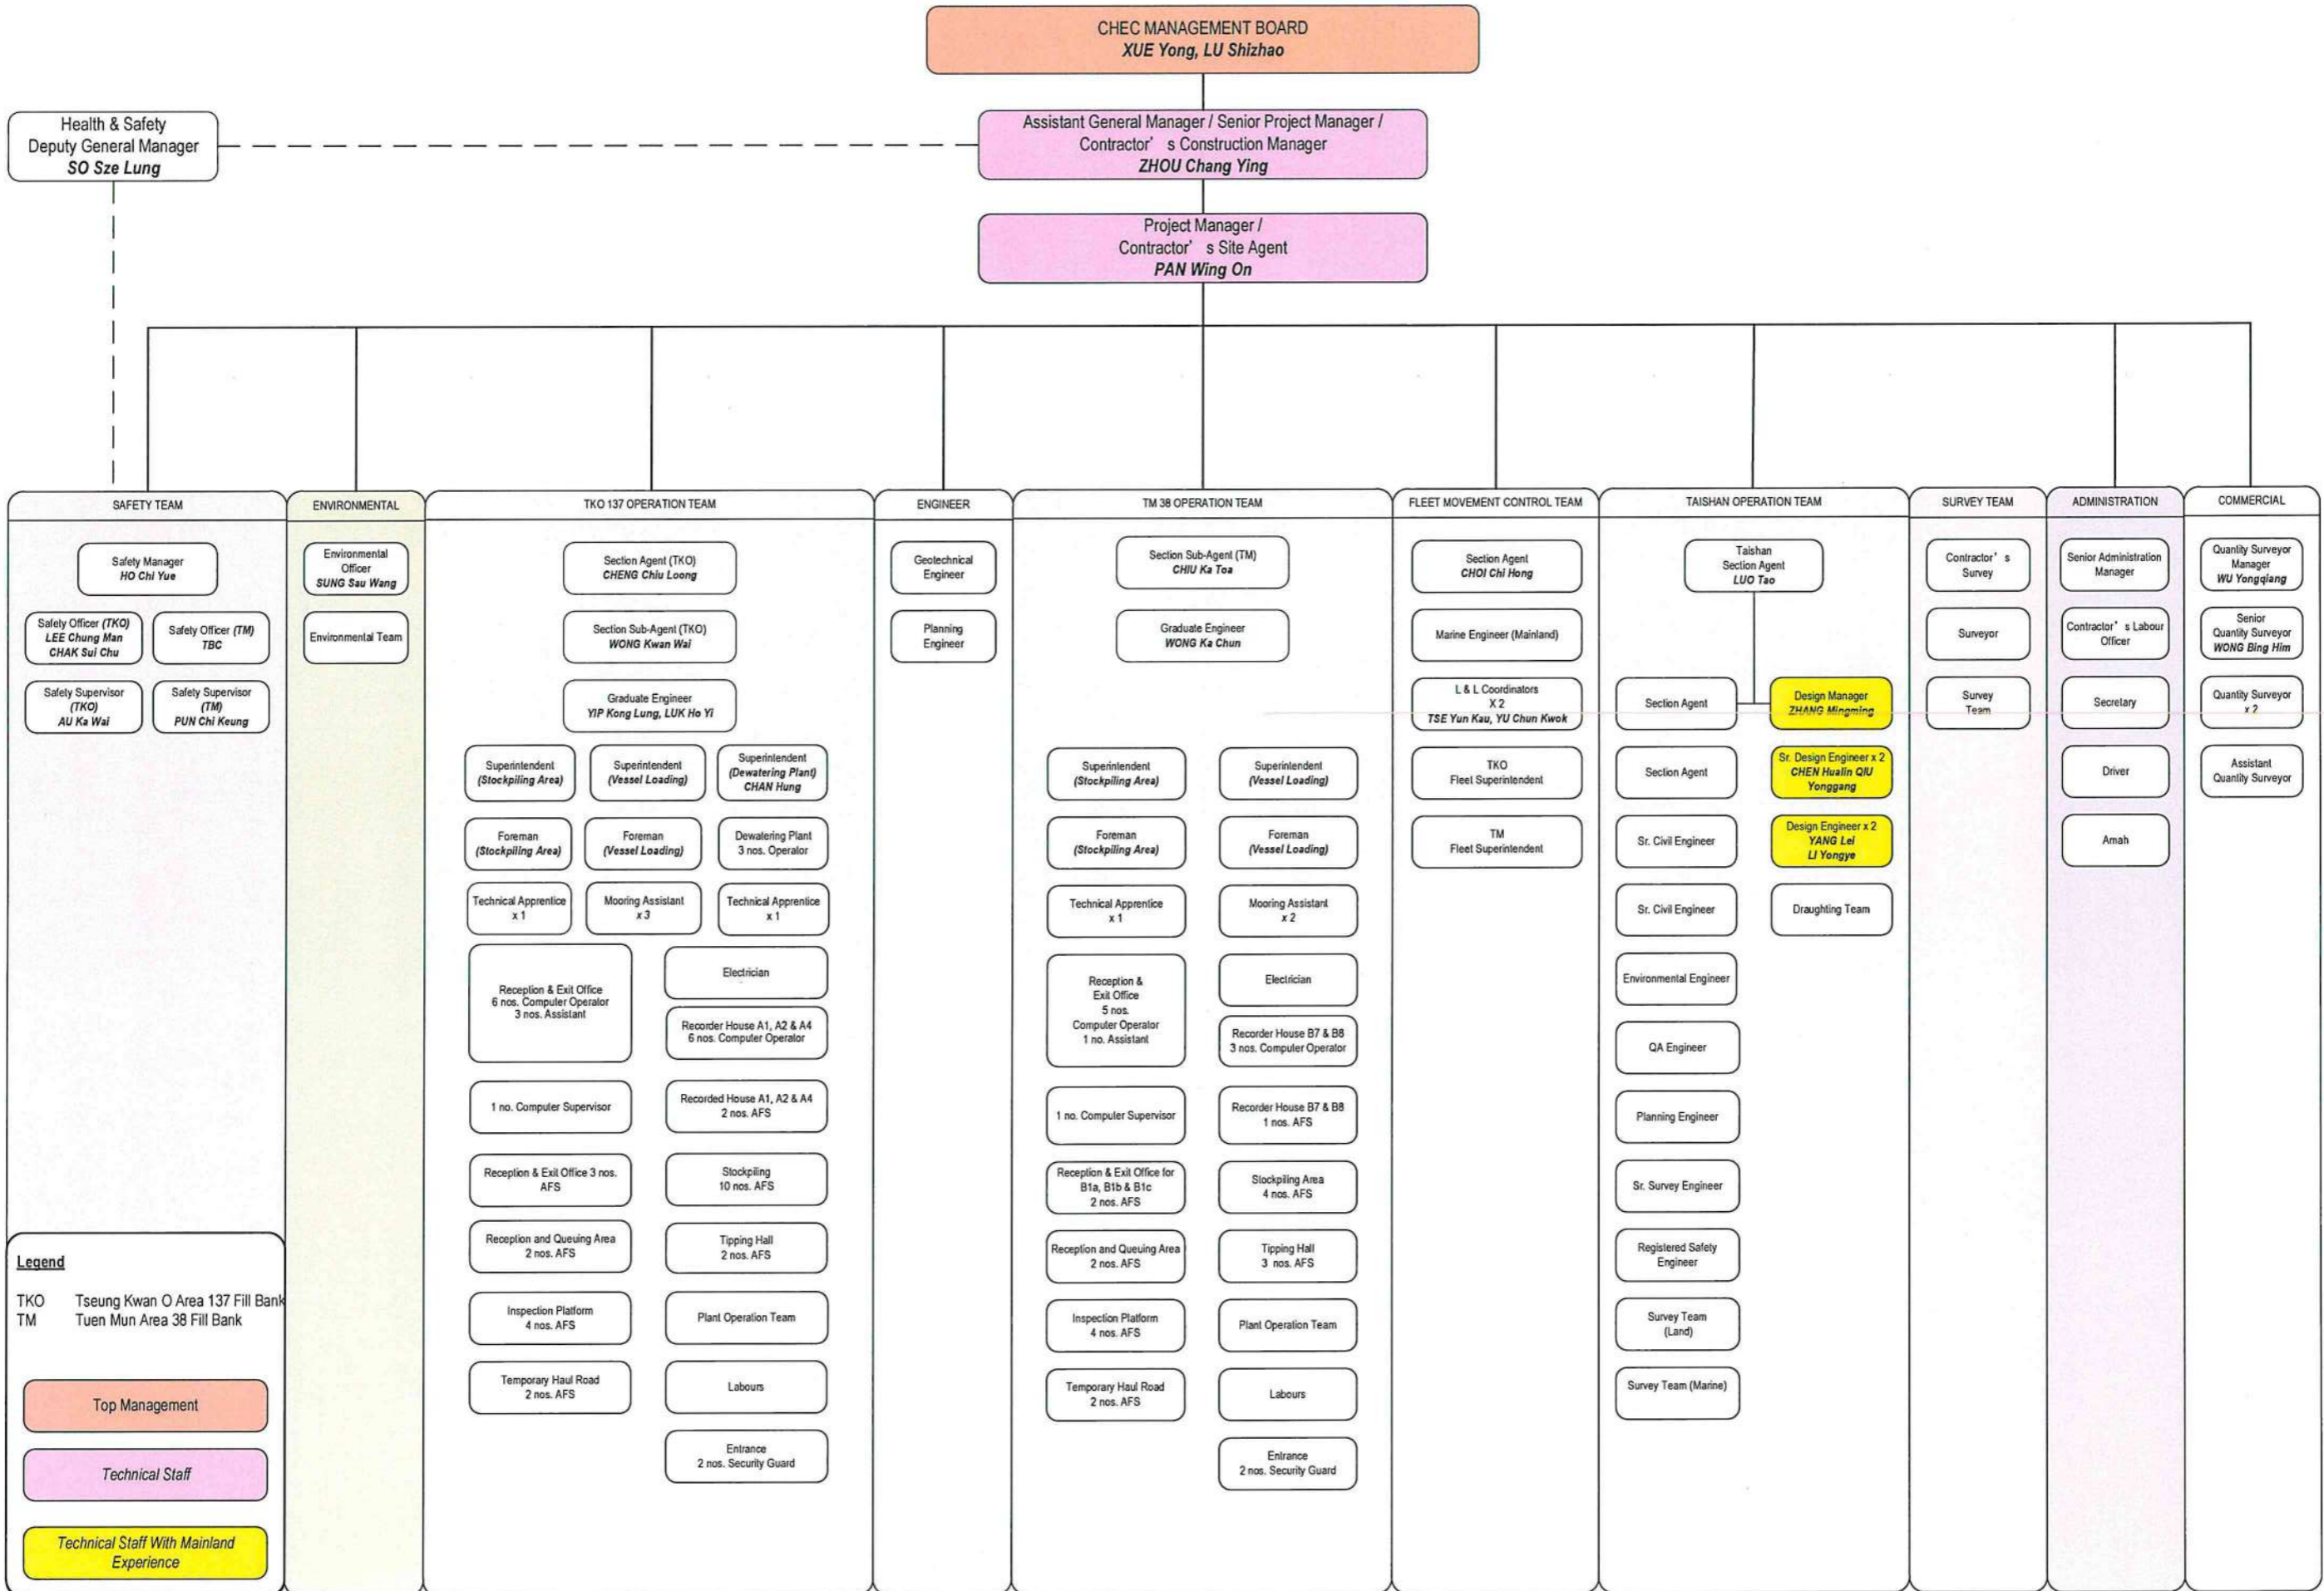 CHEC MANAGEMENT BOARD
XUE Yong, LU Shizhao
Health & Safety
Deputy General Manager
SO Sze Lung
Assistant General Manager / Senior Project Manager /
Contractor' s Construction Manager
ZHOU Chang Ying
Project Manager /
Contractor' s Site Agent
PAN Wing On
SAFETY TEAM
Safety Manager
HO Chi Yue
Safety Officer (TKO)
LEE Chung Man
CHAK Sui Chu
Safety Officer (TM)
TBC
Safety Supervisor
(TKO)
AU Ka Wai
Safety Supervisor
(TM)
PUN Chi Keung
ENVIRONMENTAL
Environmental
Officer
SUNG Sau Wang
Environmental Team
TKO 137 OPERATION TEAM
Section Agent (TKO)
CHENG Chiu Loong
Section Sub-Agent (TKO)
WONG Kwan Wai
Graduate Engineer
YIP Kong Lung, LUK Ho Yi
Superintendent
(Stockpiling Area)
Superintendent
(Vessel Loading)
Superintendent
(Dewatering Plant)
CHAN Hung
Foreman
(Stockpiling Area)
Foreman
(Vessel Loading)
Dewatering Plant
3 nos. Operator
Technical Apprentice
x 1
Mooring Assistant
x 3
Technical Apprentice
x 1
Reception & Exit Office
6 nos. Computer Operator
3 nos. Assistant
Electrician
Recorder House A1, A2 & A4
6 nos. Computer Operator
1 no. Computer Supervisor
Recorded House A1, A2 & A4
2 nos. AFS
Reception & Exit Office 3 nos.
AFS
Stockpiling
10 nos. AFS
Reception and Queuing Area
2 nos. AFS
Tipping Hall
2 nos. AFS
Inspection Platform
4 nos. AFS
Plant Operation Team
Temporary Haul Road
2 nos. AFS
Labours
Entrance
2 nos. Security Guard
ENGINEER
Geotechnical
Engineer
Planning
Engineer
TM 38 OPERATION TEAM
Section Sub-Agent (TM)
CHIU Ka Toa
Graduate Engineer
WONG Ka Chun
Superintendent
(Stockpiling Area)
Superintendent
(Vessel Loading)
Foreman
(Stockpiling Area)
Foreman
(Vessel Loading)
Technical Apprentice
x 1
Mooring Assistant
x 2
Reception &
Exit Office
5 nos.
Computer Operator
1 no. Assistant
Electrician
Recorder House B7 & B8
3 nos. Computer Operator
1 no. Computer Supervisor
Recorder House B7 & B8
1 nos. AFS
Reception & Exit Office for
B1a, B1b & B1c
2 nos. AFS
Stockpiling Area
4 nos. AFS
Reception and Queuing Area
2 nos. AFS
Tipping Hall
3 nos. AFS
Inspection Platform
4 nos. AFS
Plant Operation Team
Temporary Haul Road
2 nos. AFS
Labours
Entrance
2 nos. Security Guard
FLEET MOVEMENT CONTROL TEAM
Section Agent
CHOI Chi Hong
Marine Engineer (Mainland)
L & L Coordinators
X 2
TSE Yun Kau, YU Chun Kwok
TKO
Fleet Superintendent
TM
Fleet Superintendent
TAISHAN OPERATION TEAM
Taishan
Section Agent
LUO Tao
Section Agent
Design Manager
ZHANG Mingming
Section Agent
Sr. Design Engineer x 2
CHEN Hualin QIU
Yonggang
Sr. Civil Engineer
Design Engineer x 2
YANG Lei
LI Yongye
Sr. Civil Engineer
Draughting Team
Environmental Engineer
QA Engineer
Planning Engineer
Sr. Survey Engineer
Registered Safety
Engineer
Survey Team
(Land)
Survey Team (Marine)
SURVEY TEAM
Contractor' s
Survey
Surveyor
Survey
Team
ADMINISTRATION
Senior Administration
Manager
Contractor' s Labour
Officer
Secretary
Driver
Amah
COMMERCIAL
Quantity Surveyor
Manager
WU Yongqiang
Senior
Quantity Surveyor
WONG Bing Him
Quantity Surveyor
x 2
Assistant
Quantity Surveyor
Legend
TKO Tseung Kwan O Area 137 Fill Bank
TM Tuen Mun Area 38 Fill Bank
Top Management
Technical Staff
Technical Staff With Mainland
Experience